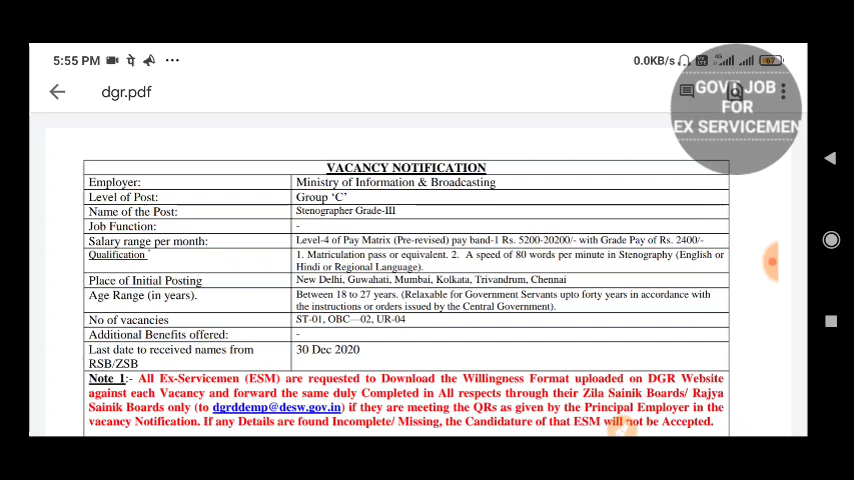 5:55 PM ...
0.0KB/s 4G 67
dgr.pdf
GOVT JOB
FOR
EX SERVICEMEN
VACANCY NOTIFICATION
Employer: Ministry of Information & Broadcasting
Level of Post: Group ‘C’
Name of the Post: Stenographer Grade-III
Job Function: -
Salary range per month: Level-4 of Pay Matrix (Pre-revised) pay band-1 Rs. 5200-20200/- with Grade Pay of Rs. 2400/-
Qualification 1. Matriculation pass or equivalent. 2. A speed of 80 words per minute in Stenography (English or
Hindi or Regional Language).
Place of Initial Posting New Delhi, Guwahati, Mumbai, Kolkata, Trivandrum, Chennai
Age Range (in years). Between 18 to 27 years. (Relaxable for Government Servants upto forty years in accordance with
the instructions or orders issued by the Central Government).
No of vacancies ST-01, OBC—02, UR-04
Additional Benefits offered: -
Last date to received names from 30 Dec 2020
RSB/ZSB
Note 1:- All Ex-Servicemen (ESM) are requested to Download the Willingness Format uploaded on DGR Website
against each Vacancy and forward the same duly Completed in All respects through their Zila Sainik Boards/ Rajya
Sainik Boards only (to dgrddemp@desw.gov.in) if they are meeting the QRs as given by the Principal Employer in the
vacancy Notification. If any Details are found Incomplete/ Missing, the Candidature of that ESM will not be Accepted.